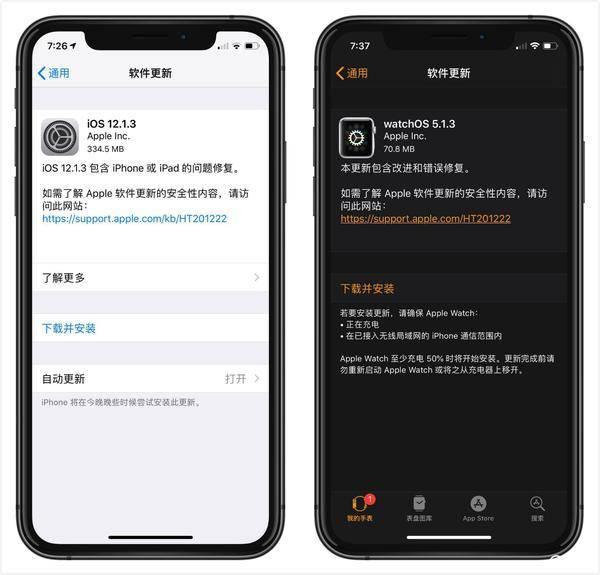 7:26
通用
软件更新
iOS 12.1.3
Apple Inc.
334.5 MB
iOS 12.1.3 包含 iPhone 或 iPad 的问题修复。
如需了解 Apple 软件更新的安全性内容，请访
问此网站：
https://support.apple.com/kb/HT201222
了解更多
下载并安装
自动更新
打开
iPhone 将在今晚晚些时候尝试安装此更新。
7:37
通用
软件更新
watchOS 5.1.3
Apple Inc.
70.8 MB
本更新包含改进和错误修复。
如需了解 Apple 软件更新的安全性内容，请访
问此网站：
https://support.apple.com/HT201222
下载并安装
若要安装更新，请确保 Apple Watch：
• 正在充电
• 在已接入无线局域网的 iPhone 通信范围内
Apple Watch 至少充电 50% 时将开始安装。更新完成前请
勿重新启动 Apple Watch 或将之从充电器上移开。
1
我的手表
表盘图库
App Store
搜索